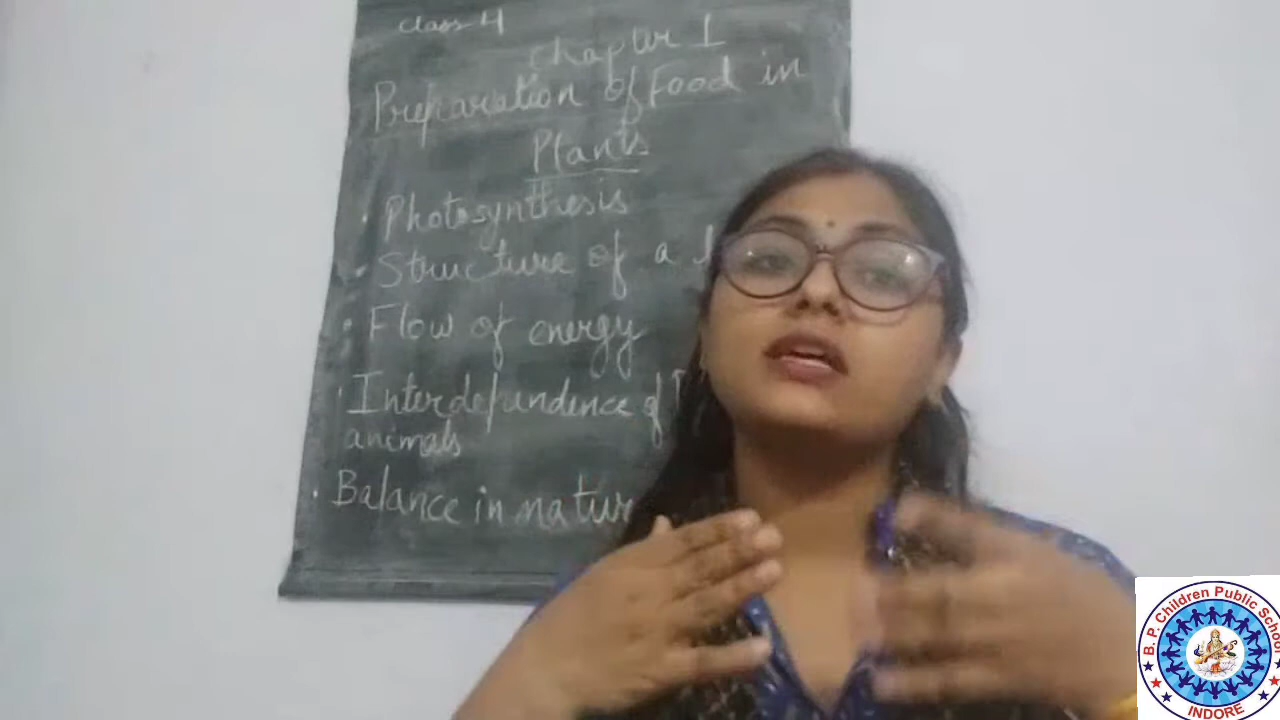 class-4
Chapter 1
Preparation of Food in
Plants
• Photosynthesis
• Structure of a
• Flow of energy
• Interdependence of
animals
• Balance in natur
B. P. Children Public School
INDORE